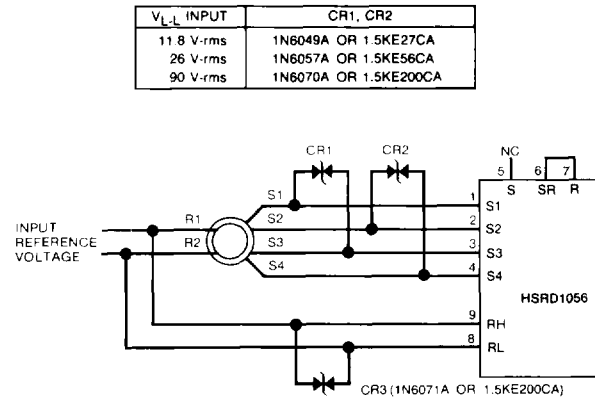 V L-L INPUT CR1, CR2
11.8 V-rms 1N6049A OR 1.5KE27CA
26 V-rms 1N6057A OR 1.5KE56CA
90 V-rms 1N6070A OR 1.5KE200CA
CR1 CR2 NC
5 6 7
S SR R
S1 1 S1
R1 S2 2 S2
INPUT
REFERENCE
VOLTAGE
R2 S3 3 S3
S4 4 S4
HSRD1056
9 RH
8 RL
CR3 (1N6071A OR 1.5KE200CA)